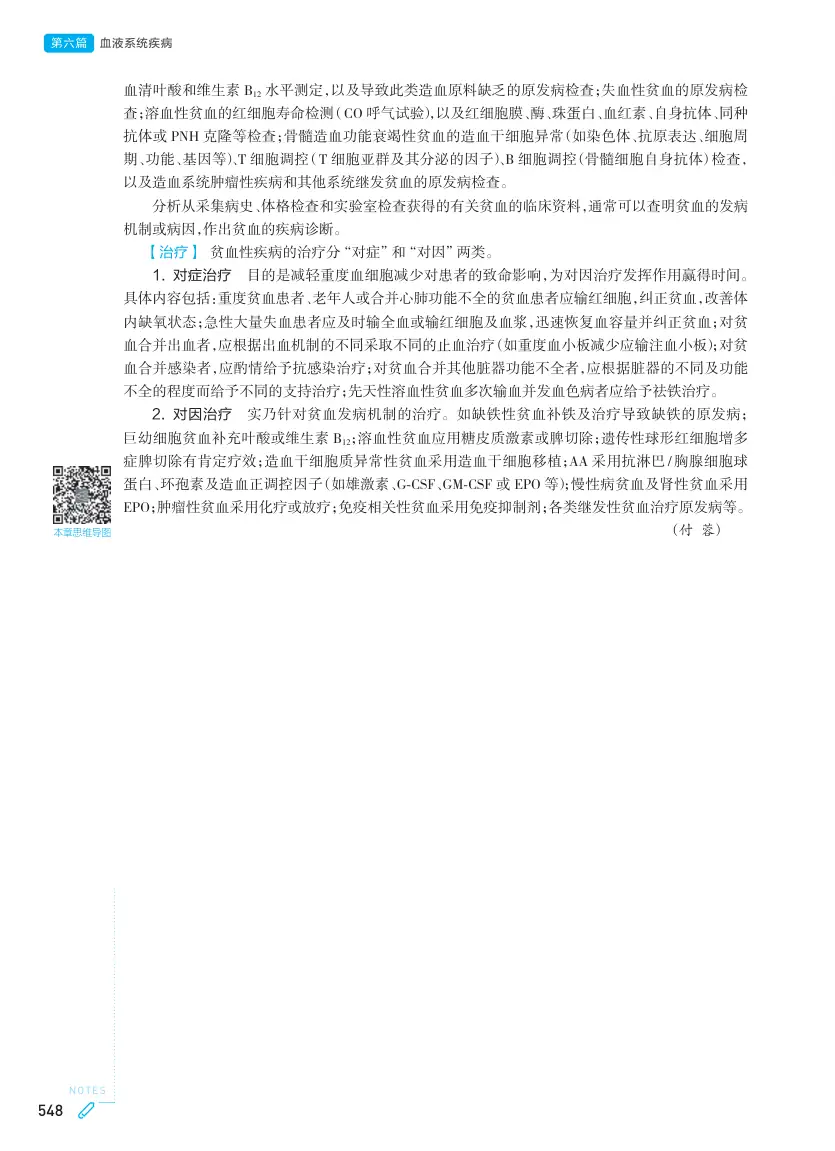 第六篇 血液系统疾病
血清叶酸和维生素 B₁₂ 水平测定,以及导致此类造血原料缺乏的原发病检查;失血性贫血的原发病检
查;溶血性贫血的红细胞寿命检测(CO 呼气试验),以及红细胞膜、酶、珠蛋白、血红素、自身抗体、同种
抗体或 PNH 克隆等检查;骨髓造血功能衰竭性贫血的造血干细胞异常(如染色体、抗原表达、细胞周
期、功能、基因等)、T 细胞调控(T 细胞亚群及其分泌的因子)、B 细胞调控(骨髓细胞自身抗体)检查,
以及造血系统肿瘤性疾病和其他系统继发贫血的原发病检查。
分析从采集病史、体格检查和实验室检查获得的有关贫血的临床资料,通常可以查明贫血的发病
机制或病因,作出贫血的疾病诊断。
【治疗】 贫血性疾病的治疗分“对症”和“对因”两类。
1. 对症治疗 目的是减轻重度血细胞减少对患者的致命影响,为对因治疗发挥作用赢得时间。
具体内容包括:重度贫血患者、老年人或合并心肺功能不全的贫血患者应输红细胞,纠正贫血,改善体
内缺氧状态;急性大量失血患者应及时输全血或输红细胞及血浆,迅速恢复血容量并纠正贫血;对贫
血合并出血者,应根据出血机制的不同采取不同的止血治疗(如重度血小板减少应输注血小板);对贫
血合并感染者,应酌情给予抗感染治疗;对贫血合并其他脏器功能不全者,应根据脏器的不同及功能
不全的程度而给予不同的支持治疗;先天性溶血性贫血多次输血并发血色病者应给予祛铁治疗。
2. 对因治疗 实乃针对贫血发病机制的治疗。如缺铁性贫血补铁及治疗导致缺铁的原发病;
巨幼细胞贫血补充叶酸或维生素 B₁₂;溶血性贫血应用糖皮质激素或脾切除;遗传性球形红细胞增多
症脾切除有肯定疗效;造血干细胞质异常性贫血采用造血干细胞移植;AA 采用抗淋巴/胸腺细胞球
蛋白、环孢素及造血正调控因子(如雄激素、G-CSF、GM-CSF 或 EPO 等);慢性病贫血及肾性贫血采用
EPO;肿瘤性贫血采用化疗或放疗;免疫相关性贫血采用免疫抑制剂;各类继发性贫血治疗原发病等。
(付 蓉)
本章思维导图
NOTES
548